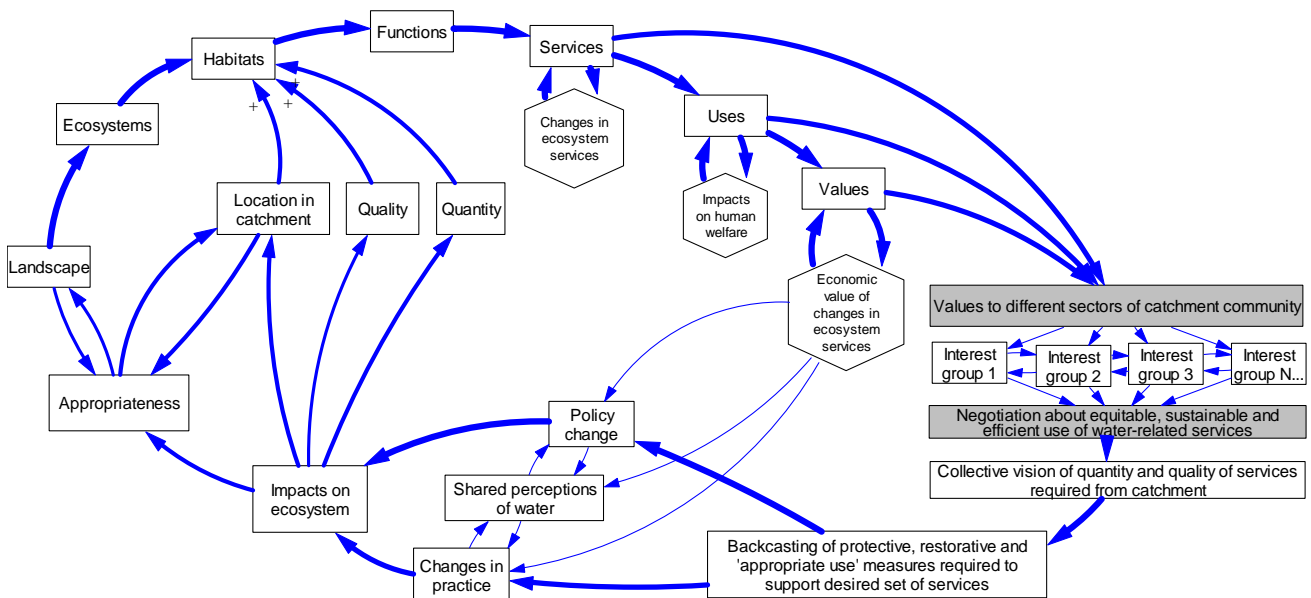 Functions
Habitats
Services
+
+
+
Ecosystems
Changes in
ecosystem
services
Uses
Location in
catchment
Quality
Quantity
Impacts
on human
welfare
Values
Landscape
Economic
value of
changes in
ecosystem
services
Values to different sectors of catchment community
Interest
group 1
Interest
group 2
Interest
group 3
Interest
group N...
Appropriateness
Policy
change
Negotiation about equitable, sustainable and
efficient use of water-related services
Impacts on
ecosystem
Shared perceptions
of water
Collective vision of quantity and quality of services
required from catchment
Changes in
practice
Backcasting of protective, restorative and
'appropriate use' measures required to
support desired set of services